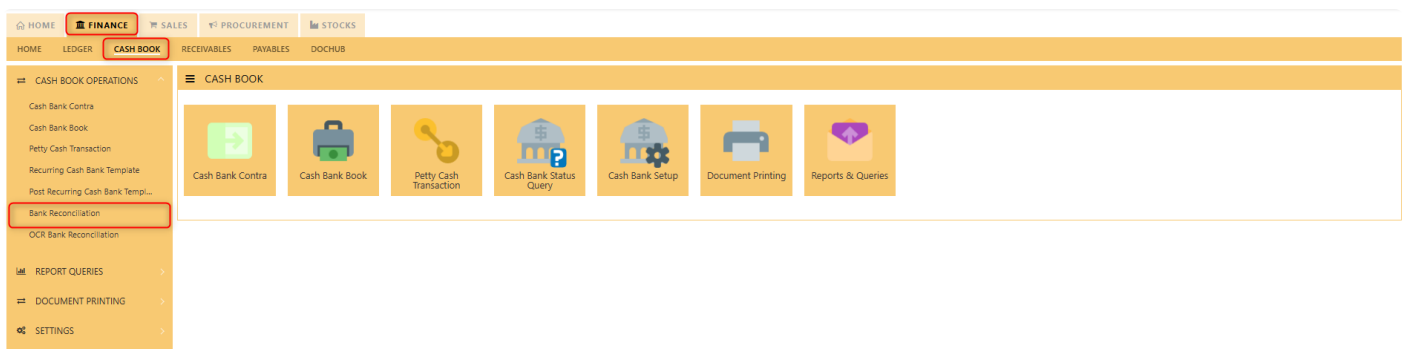 HOME FINANCE SALES PROCUREMENT STOCKS
HOME LEDGER CASH BOOK RECEIVABLES PAYABLES DOCHUB
CASH BOOK OPERATIONS
Cash Bank Contra
Cash Bank Book
Petty Cash Transaction
Recurring Cash Bank Template
Post Recurring Cash Bank Templ...
Bank Reconciliation
OCR Bank Reconciliation
REPORT QUERIES
DOCUMENT PRINTING
SETTINGS
CASH BOOK
Cash Bank Contra
Cash Bank Book
Petty Cash
Transaction
Cash Bank Status
Query
Cash Bank Setup
Document Printing
Reports & Queries